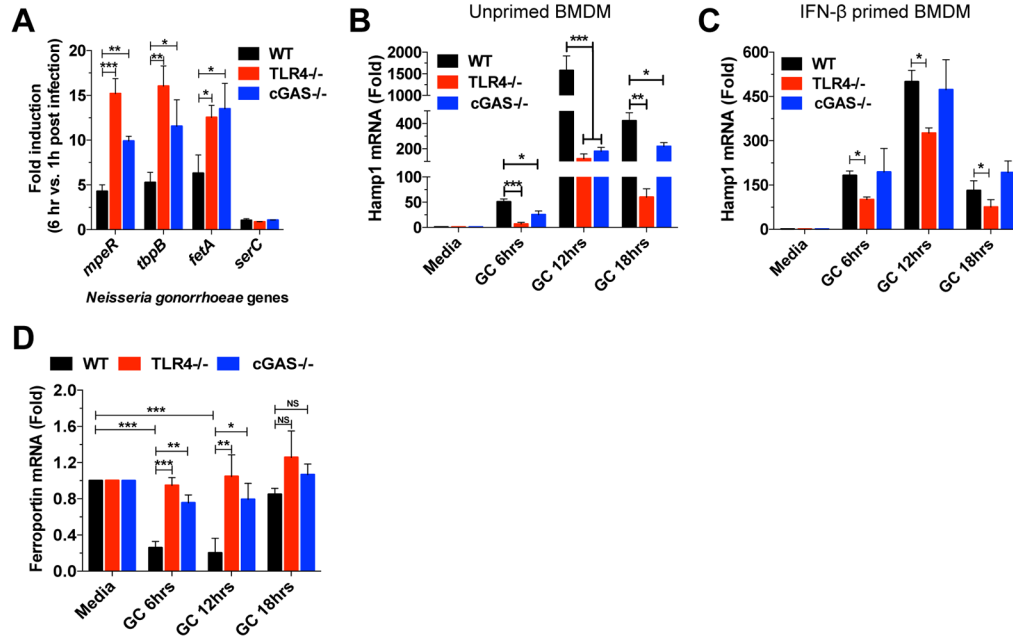 A
Fold induction
(6 hr vs. 1h post infection)
20
15
10
5
0
** 
***
*
**
*
*
WT
TLR4-/-
cGAS-/-
mpeR
tbpB
fetA
serC
Neisseria gonorrhoeae genes
B
Unprimed BMDM
Hamp1 mRNA (Fold)
2000
1500
1000
400
200
100
50
0
WT
TLR4-/-
cGAS-/-
*
***
***
*
**
Media
GC 6hrs
GC 12hrs
GC 18hrs
C
IFN-β primed BMDM
Hamp1 mRNA (Fold)
600
450
300
150
0
WT
TLR4-/-
cGAS-/-
*
*
*
Media
GC 6hrs
GC 12hrs
GC 18hrs
D
WT
TLR4-/-
cGAS-/-
Ferroportin mRNA (Fold)
2.0
1.6
1.2
0.8
0.4
0.0
***
***
**
***
*
**
NS
NS
Media
GC 6hrs
GC 12hrs
GC 18hrs